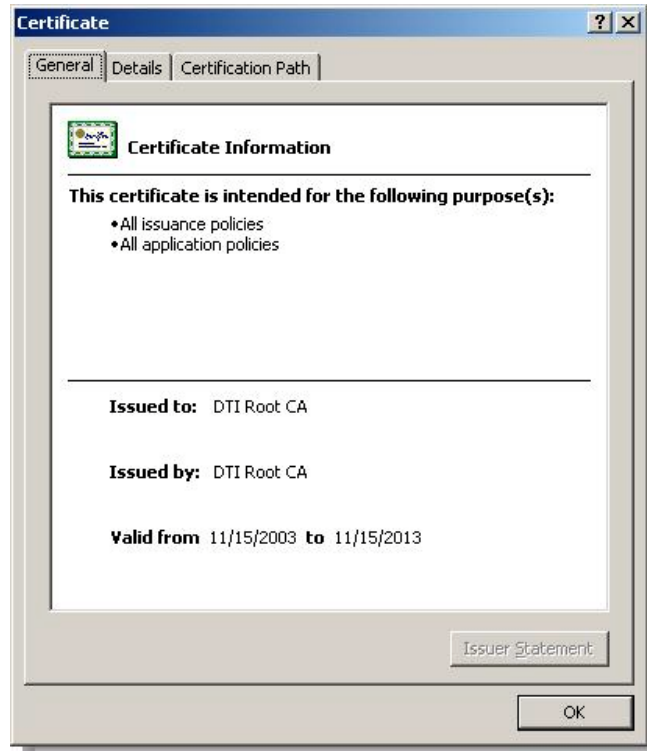 Certificate
General Details Certification Path
Certificate Information
This certificate is intended for the following purpose(s):
•All issuance policies
•All application policies
Issued to: DTI Root CA
Issued by: DTI Root CA
Valid from 11/15/2003 to 11/15/2013
Issuer Statement
OK